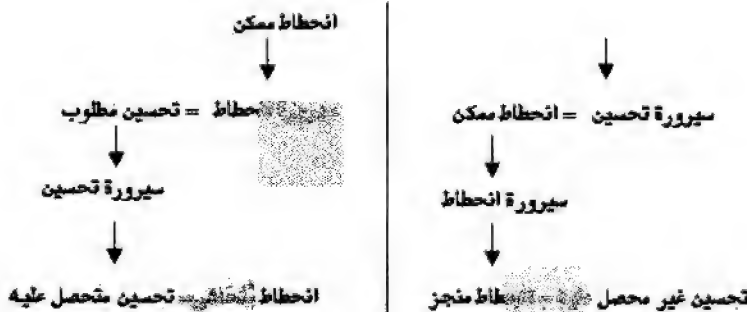 سيرورة تحسين = انحطاط ممكن
سيرورة انحطاط
تحسين غير محصل منجز
انحطاط ممكن
= تحسين مطلوب
سيرورة تحسين
انحطاط = تحسين متحصل عليه